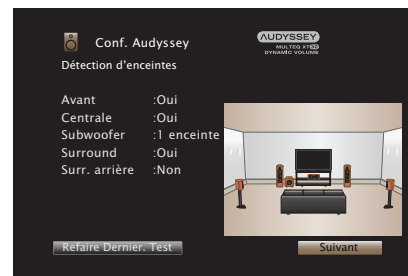 Conf. Audyssey
AUDYSSEY
MULTEQ XT32
DYNAMIC VOLUME
Détection d'enceintes
Avant :Oui
Centrale :Oui
Subwoofer :1 enceinte
Surround :Oui
Surr. arrière :Non
Refaire Dernier. Test
Suivant